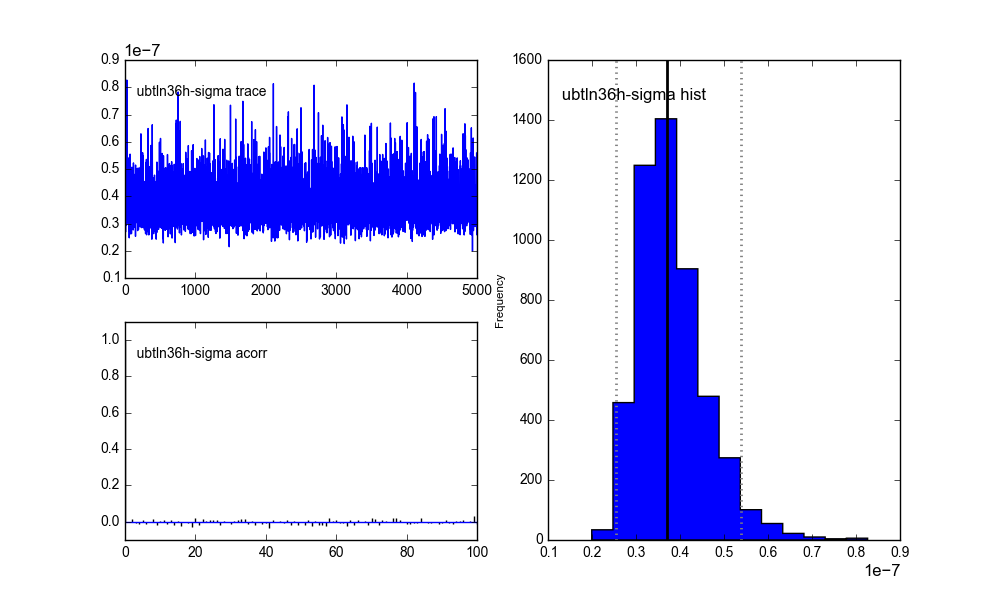 1e−7
0.9
0.8
0.7
0.6
0.5
0.4
0.3
0.2
0.1
ubtln36h-sigma trace
0 1000 2000 3000 4000 5000
1.0
0.8
0.6
0.4
0.2
0.0
ubtln36h-sigma acorr
0 20 40 60 80 100
Frequency
1600
1400
1200
1000
800
600
400
200
0
ubtln36h-sigma hist
0.1 0.2 0.3 0.4 0.5 0.6 0.7 0.8 0.9
1e−7